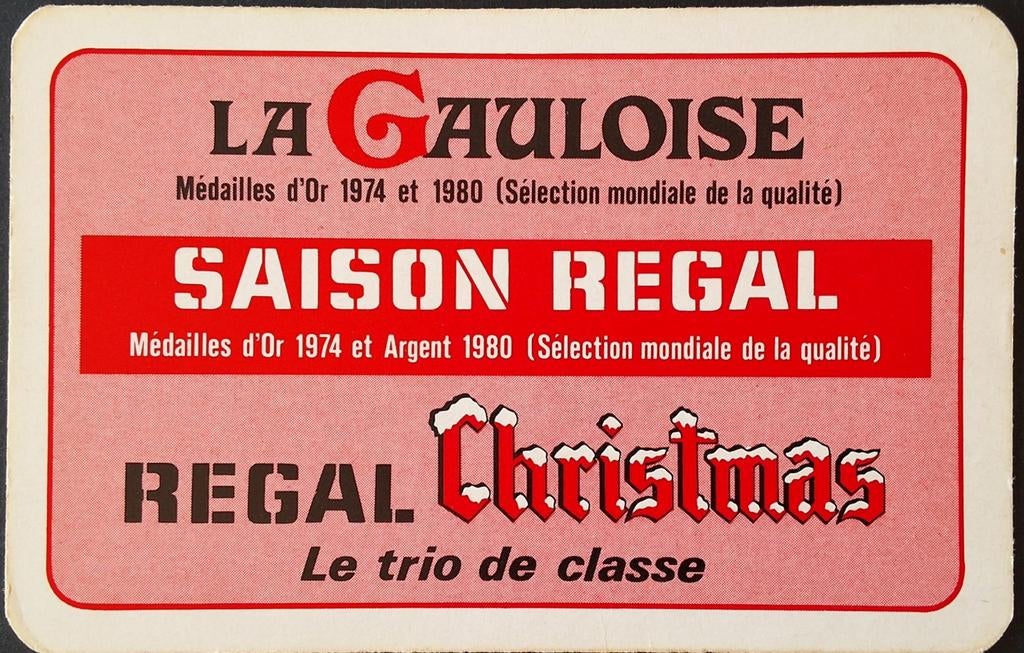 LA GAULOISE
Médailles d'Or 1974 et 1980 (Sélection mondiale de la qualité)
SAISON REGAL
Médailles d'Or 1974 et Argent 1980 (Sélection mondiale de la qualité)
REGAL Christmas
Le trio de classe